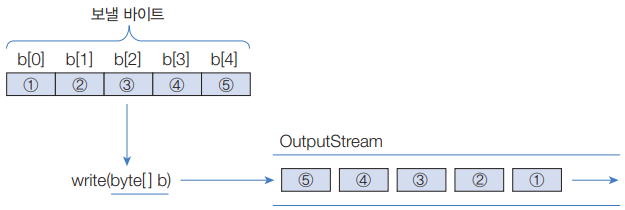 보낼 바이트
b[0] b[1] b[2] b[3] b[4]
① ② ③ ④ ⑤
OutputStream
write(byte[] b)
⑤ ④ ③ ② ①